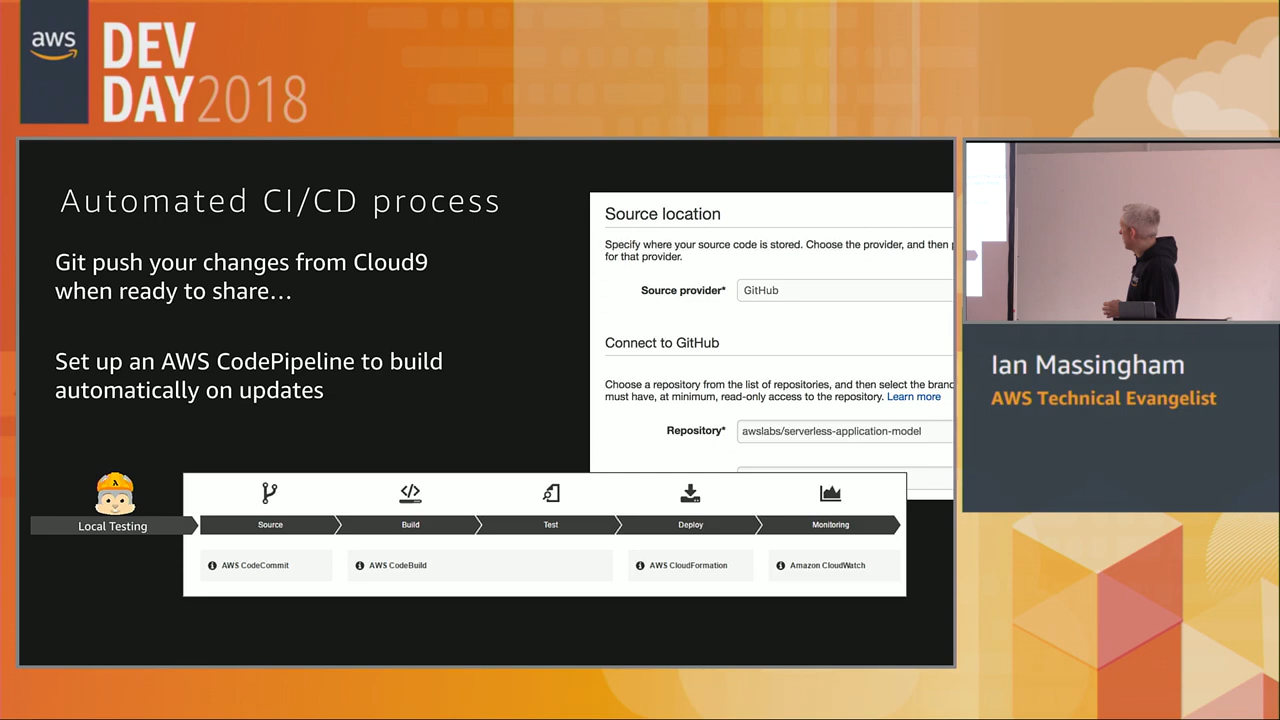 aws
DEV
DAY2018
Automated CI/CD process
Git push your changes from Cloud9
when ready to share...
Set up an AWS CodePipeline to build
automatically on updates
Source location
Specify where your source code is stored. Choose the provider, and then
for that provider.
Source provider* GitHub
Connect to GitHub
Choose a repository from the list of repositories, and then select the
must have, at minimum, read-only access to the repository. Learn more
Repository* awslabs/serverless-application-model
λ
Local Testing Source Build Test Deploy Monitoring
AWS CodeCommit AWS CodeBuild AWS CloudFormation Amazon CloudWatch
Ian Massingham
AWS Technical Evangelist